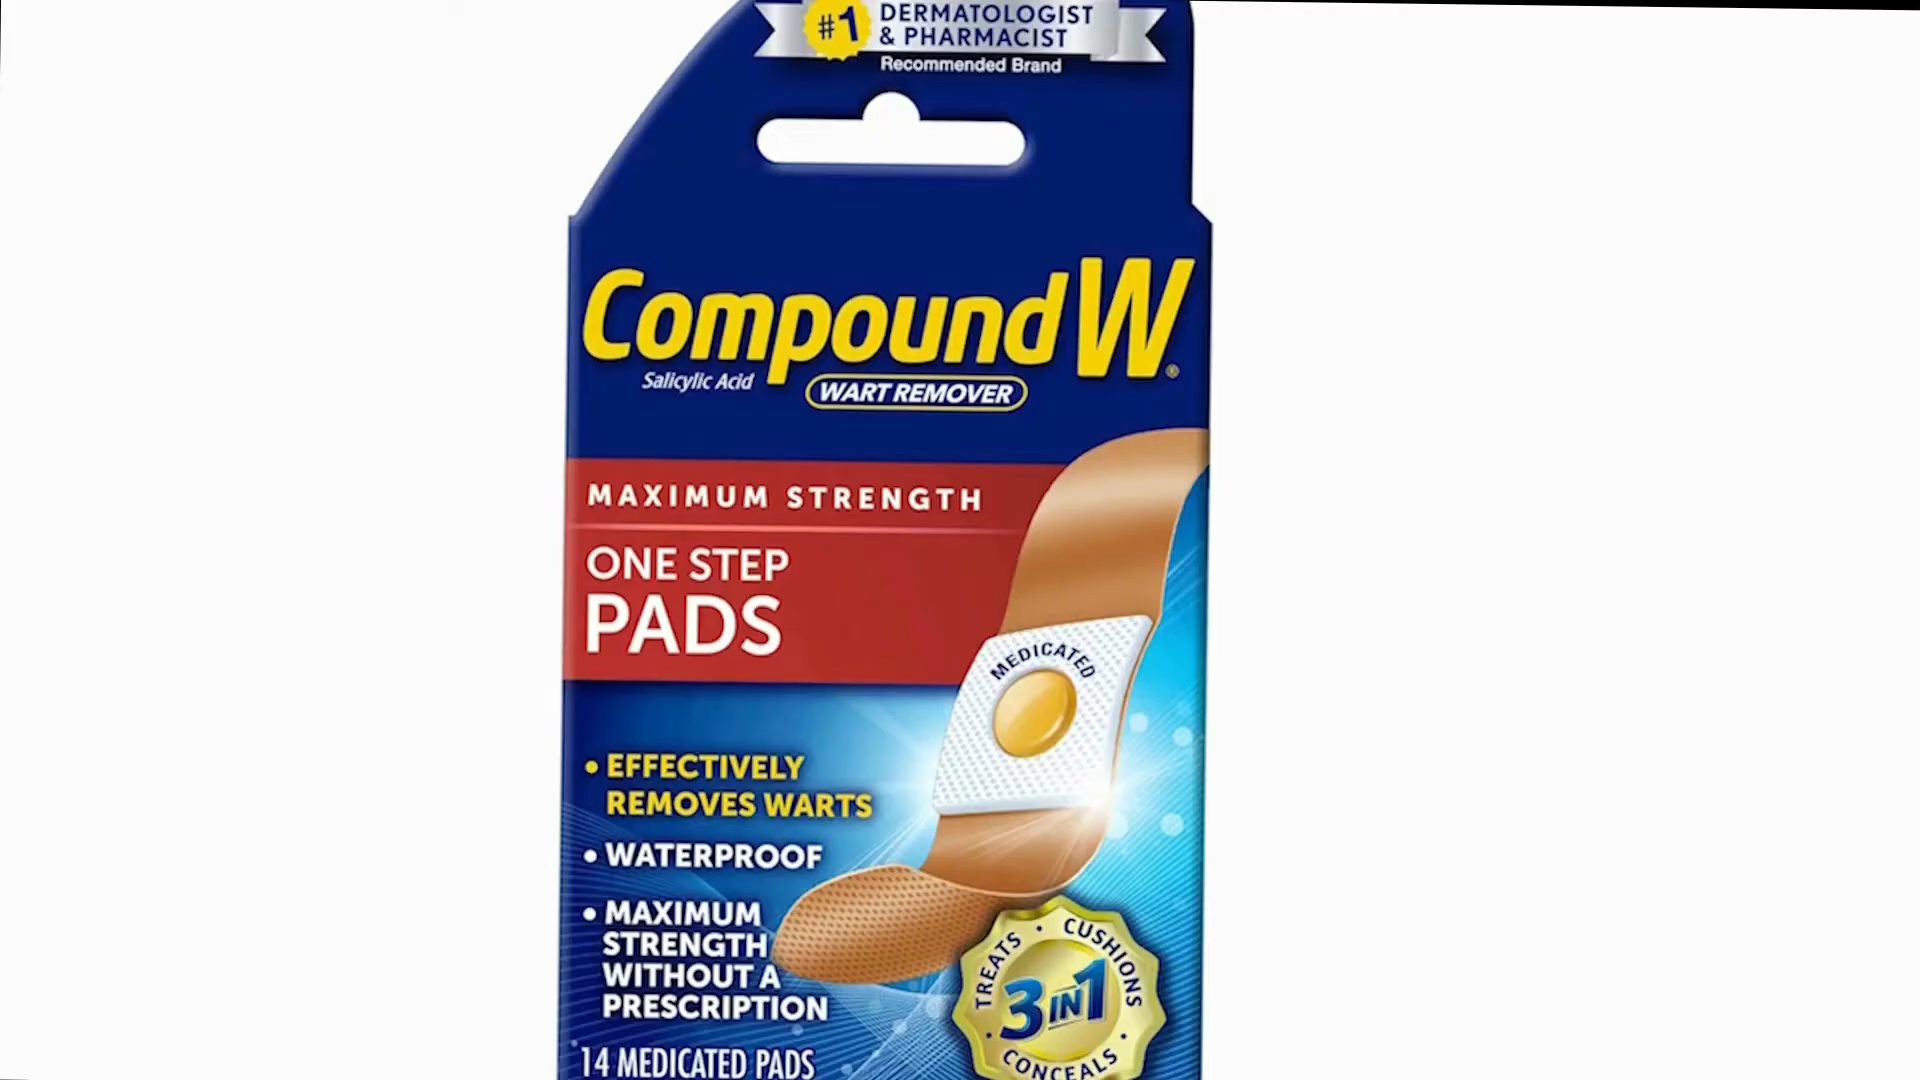 #1 DERMATOLOGIST
& PHARMACIST
Recommended Brand
Compound W®
Salicylic Acid
WART REMOVER
MAXIMUM STRENGTH
ONE STEP
PADS
MEDICATED
• EFFECTIVELY
REMOVES WARTS
• WATERPROOF
• MAXIMUM
STRENGTH
WITHOUT A
PRESCRIPTION
TREATS • CUSHIONS
3 IN 1
• CONCEALS •
14 MEDICATED PADS